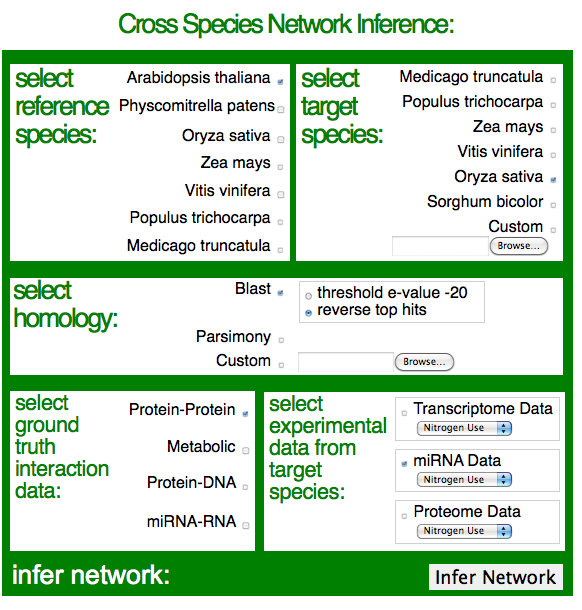 Cross Species Network Inference:
select
reference
species:
Arabidopsis thaliana
Physcomitrella patens
Oryza sativa
Zea mays
Vitis vinifera
Populus trichocarpa
Medicago truncatula
select
target
species:
Medicago truncatula
Populus trichocarpa
Zea mays
Vitis vinifera
Oryza sativa
Sorghum bicolor
Custom
Browse...
select
homology:
Blast
threshold e-value -20
reverse top hits
Parsimony
Custom
Browse...
select
ground
truth
interaction
data:
Protein-Protein
Metabolic
Protein-DNA
miRNA-RNA
select
experimental
data from
target
species:
Transcriptome Data
Nitrogen Use
miRNA Data
Nitrogen Use
Proteome Data
Nitrogen Use
infer network:
Infer Network